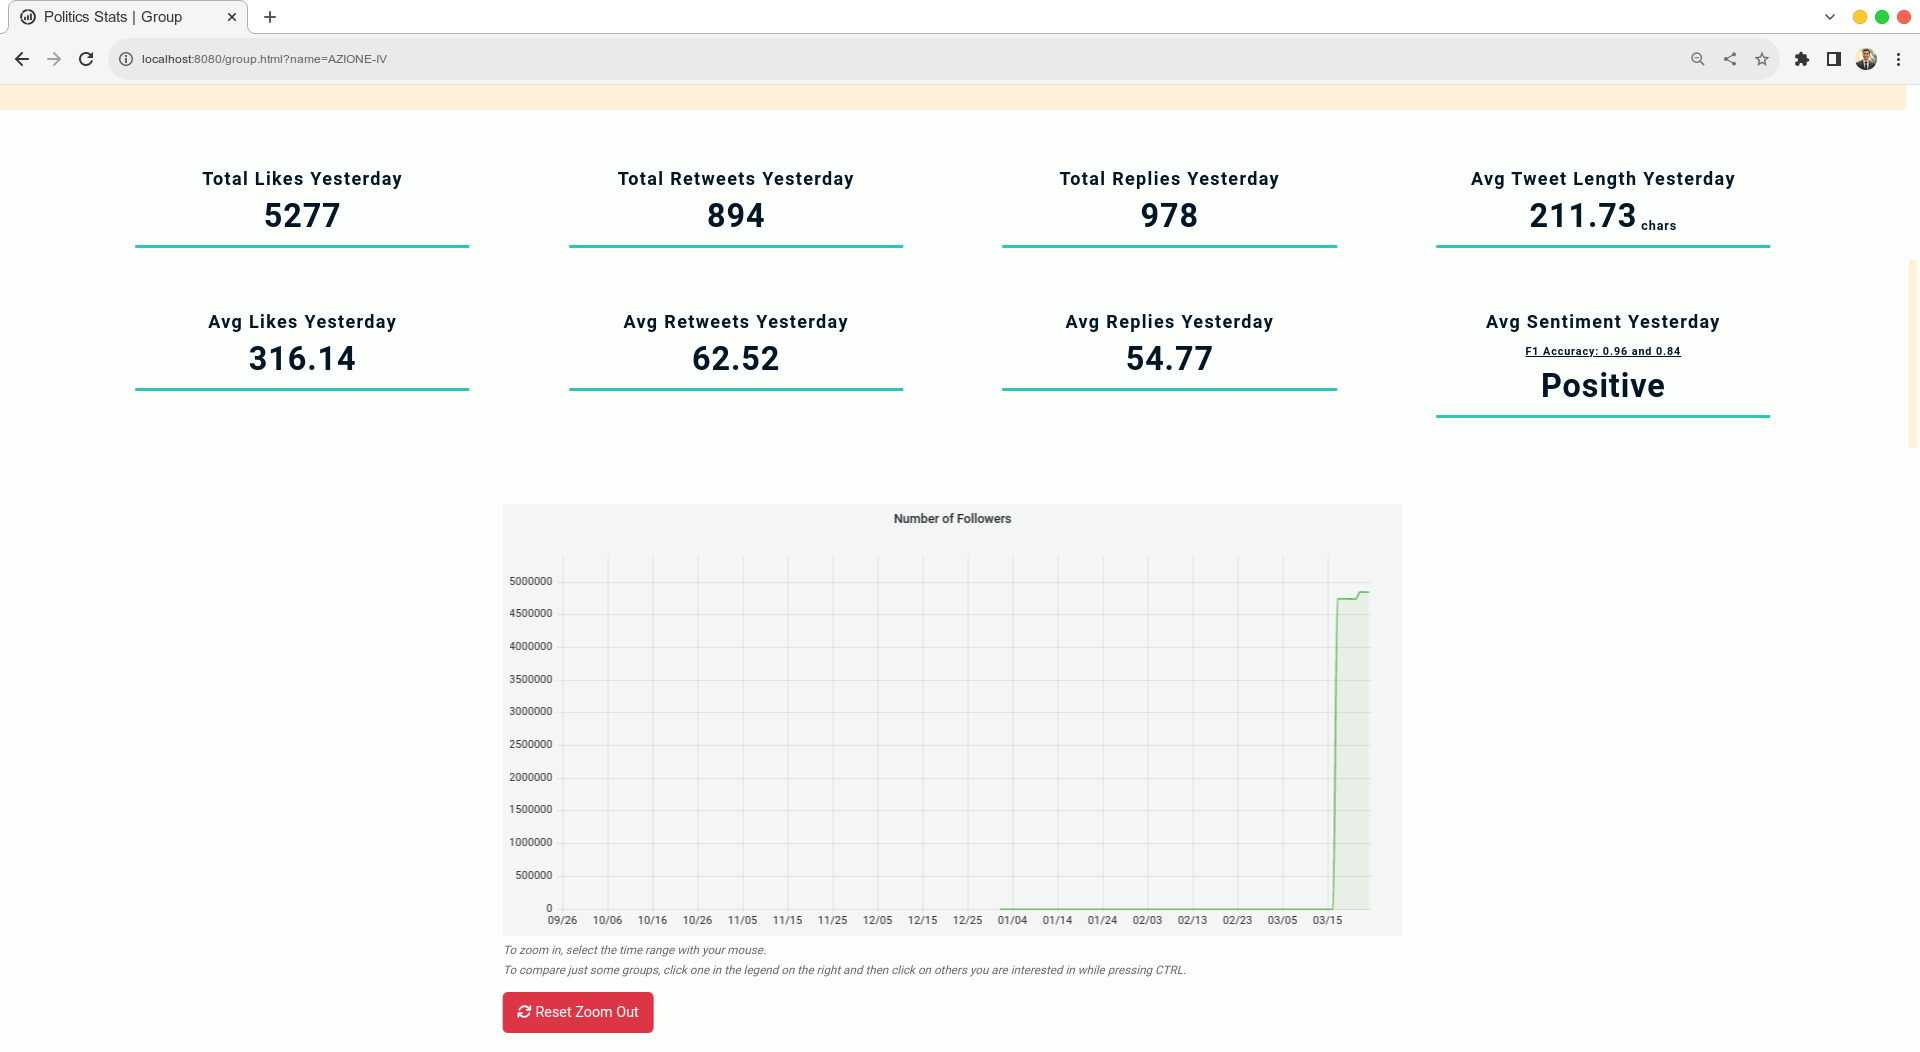 Politics Stats | Group
localhost:8080/group.html?name=AZIONE-IV
Total Likes Yesterday
5277
Total Retweets Yesterday
894
Total Replies Yesterday
978
Avg Tweet Length Yesterday
211.73 chars
Avg Likes Yesterday
316.14
Avg Retweets Yesterday
62.52
Avg Replies Yesterday
54.77
Avg Sentiment Yesterday
F1 Accuracy: 0.96 and 0.84
Positive
Number of Followers
5000000
4500000
4000000
3500000
3000000
2500000
2000000
1500000
1000000
500000
0
09/26 10/06 10/16 10/26 11/05 11/15 11/25 12/05 12/15 12/25 01/04 01/14 01/24 02/03 02/13 02/23 03/05 03/15
To zoom in, select the time range with your mouse.
To compare just some groups, click one in the legend on the right and then click on others you are interested in while pressing CTRL.
Reset Zoom Out